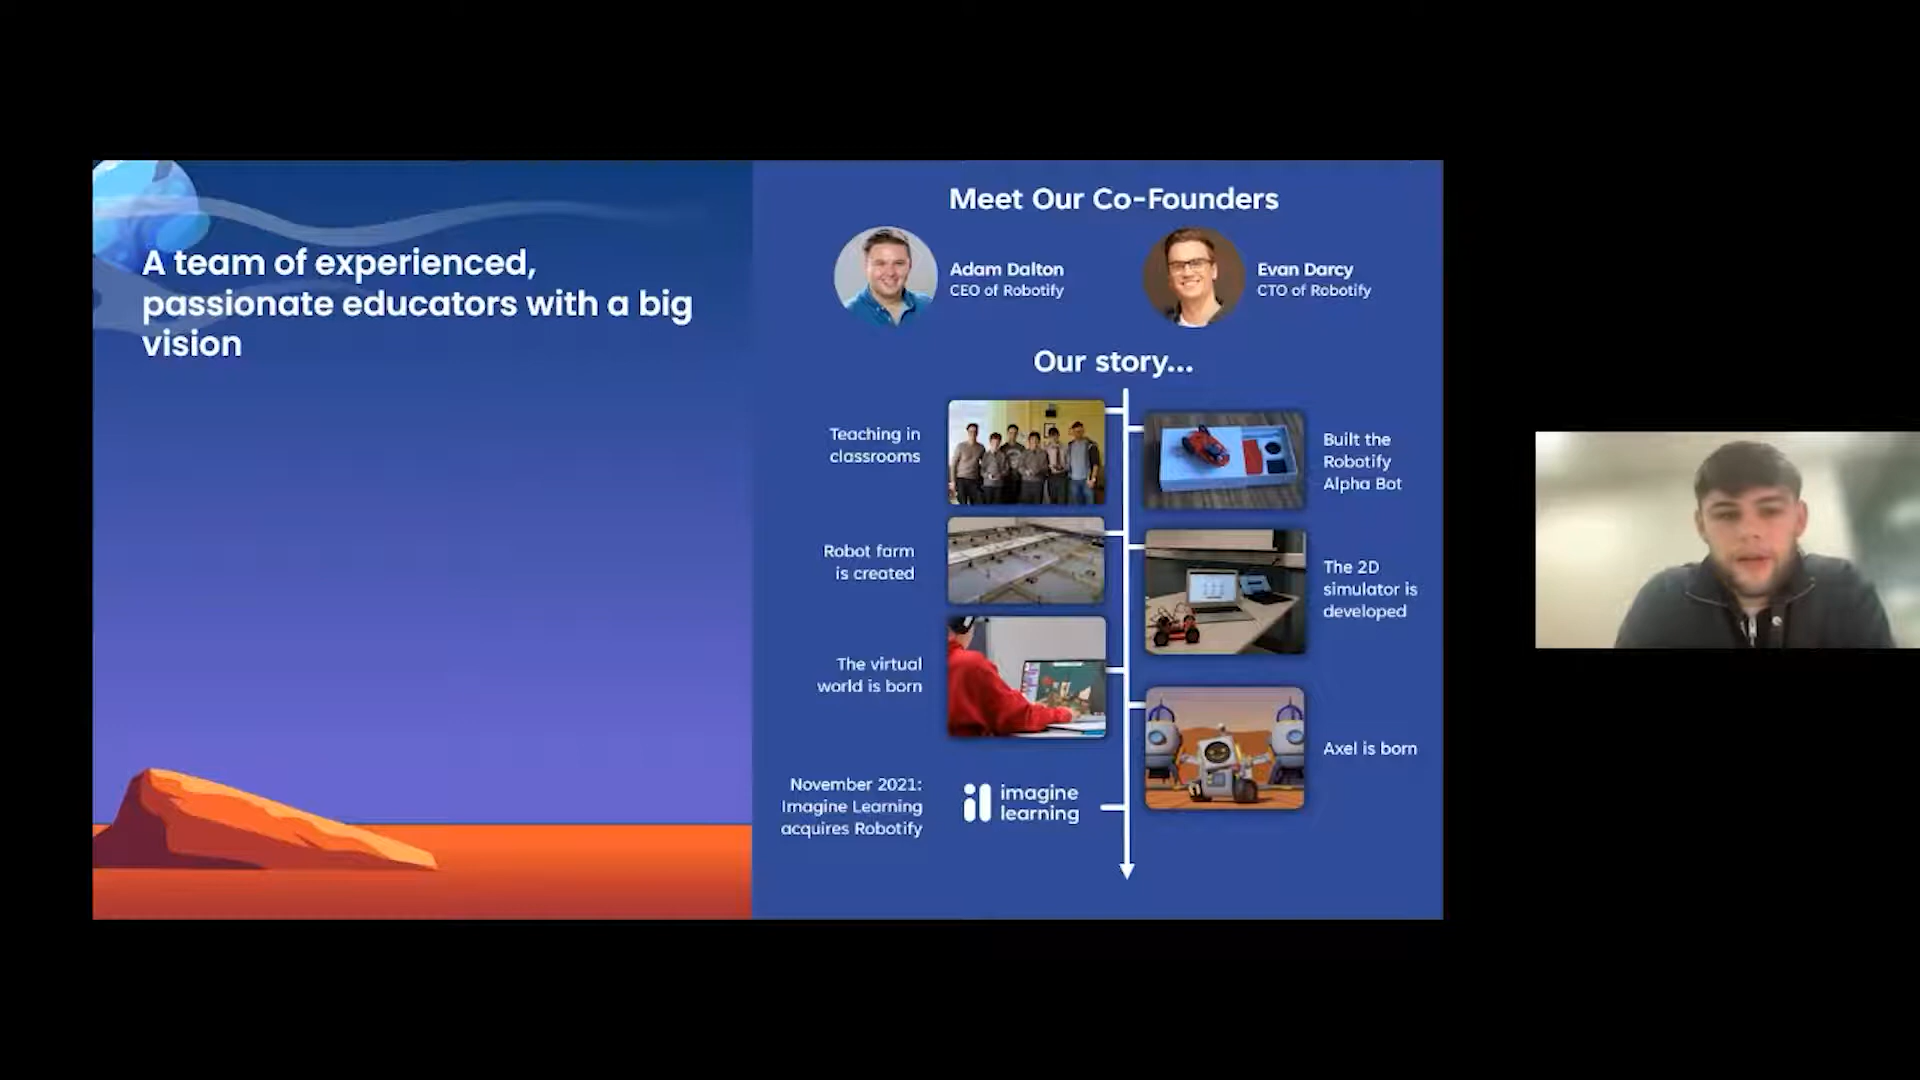 A team of experienced,
passionate educators with a big
vision
Meet Our Co-Founders
Adam Dalton
CEO of Robotify
Evan Darcy
CTO of Robotify
Our story...
Teaching in
classrooms
Built the
Robotify
Alpha Bot
Robot farm
is created
The 2D
simulator is
developed
The virtual
world is born
Axel is born
November 2021:
Imagine Learning
acquires Robotify
imagine
learning